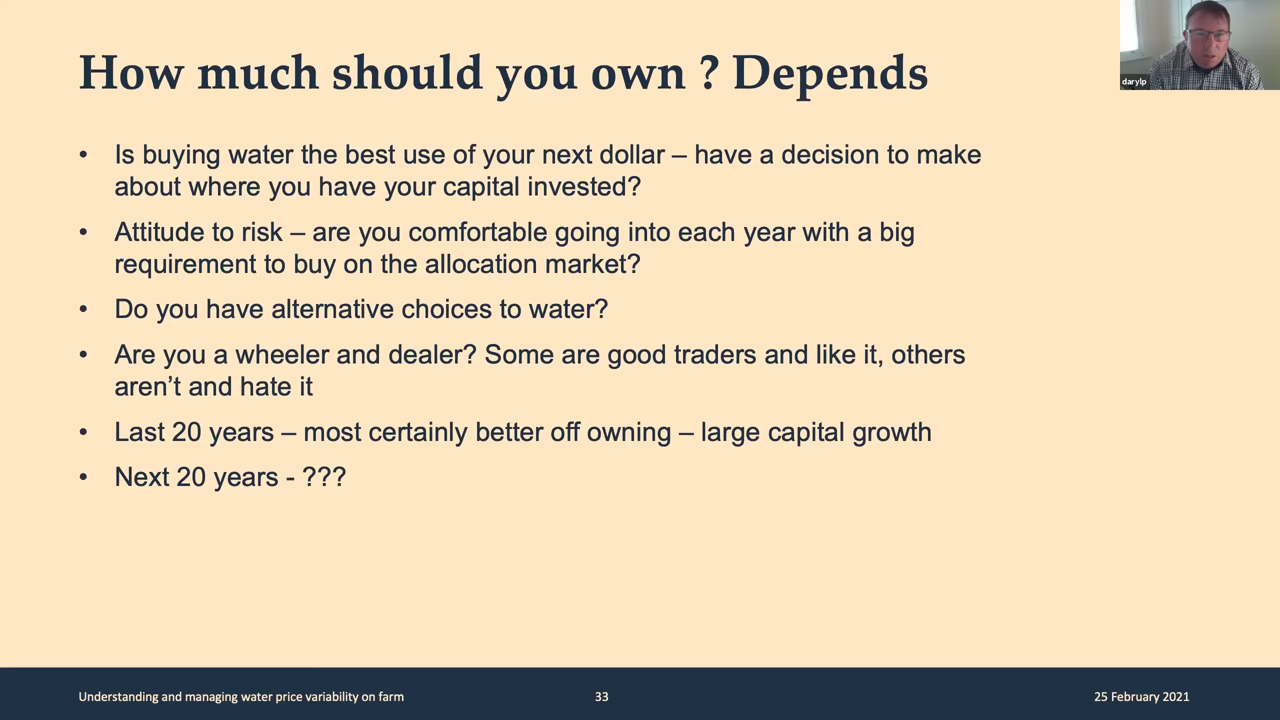 How much should you own ? Depends
darylp
• Is buying water the best use of your next dollar – have a decision to make
about where you have your capital invested?
• Attitude to risk – are you comfortable going into each year with a big
requirement to buy on the allocation market?
• Do you have alternative choices to water?
• Are you a wheeler and dealer? Some are good traders and like it, others
aren’t and hate it
• Last 20 years – most certainly better off owning – large capital growth
• Next 20 years - ???
Understanding and managing water price variability on farm
33
25 February 2021